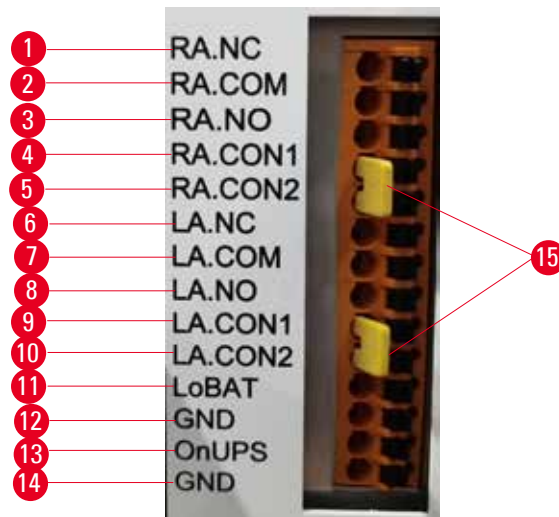 1 RA.NC
2 RA.COM
3 RA.NO
4 RA.CON1
5 RA.CON2
6 LA.NC
7 LA.COM
8 LA.NO
9 LA.CON1
10 LA.CON2
11 LoBAT
12 GND
13 OnUPS
14 GND
15